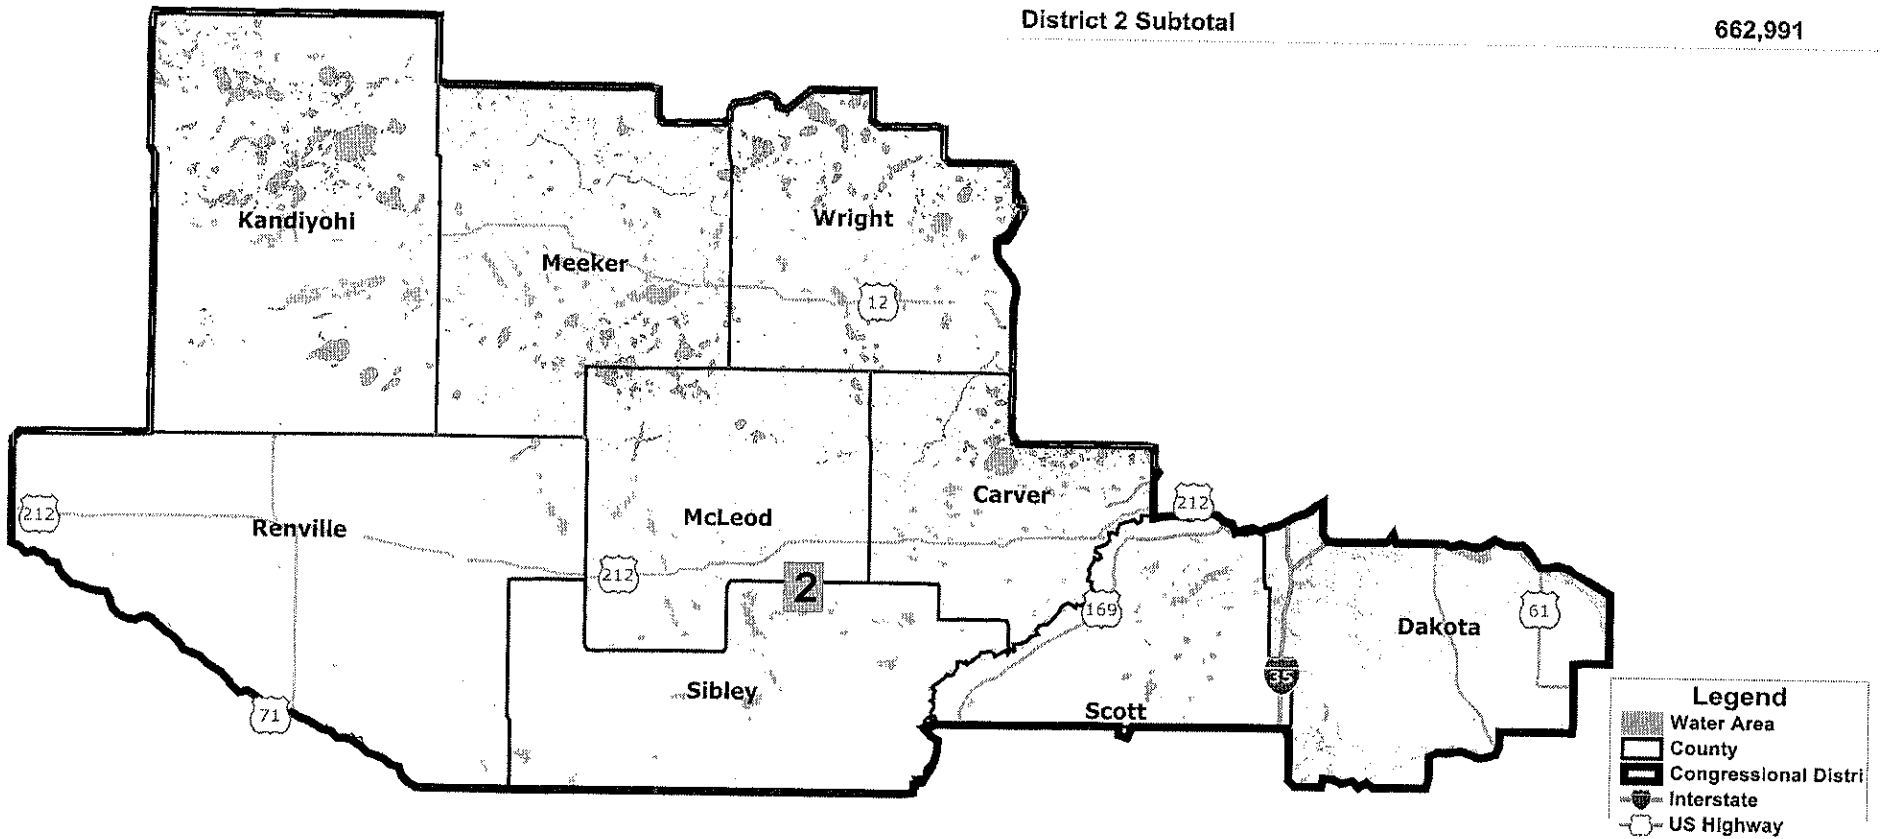 District 2 Subtotal 662,991
Kandiyohi
Wright
Meeker
12
Carver
212
212
McLeod
Renville
212
2
169
61
Dakota
35
Sibley
71
Scott
Legend
Water Area
County
Congressional Distri
Interstate
US Highway